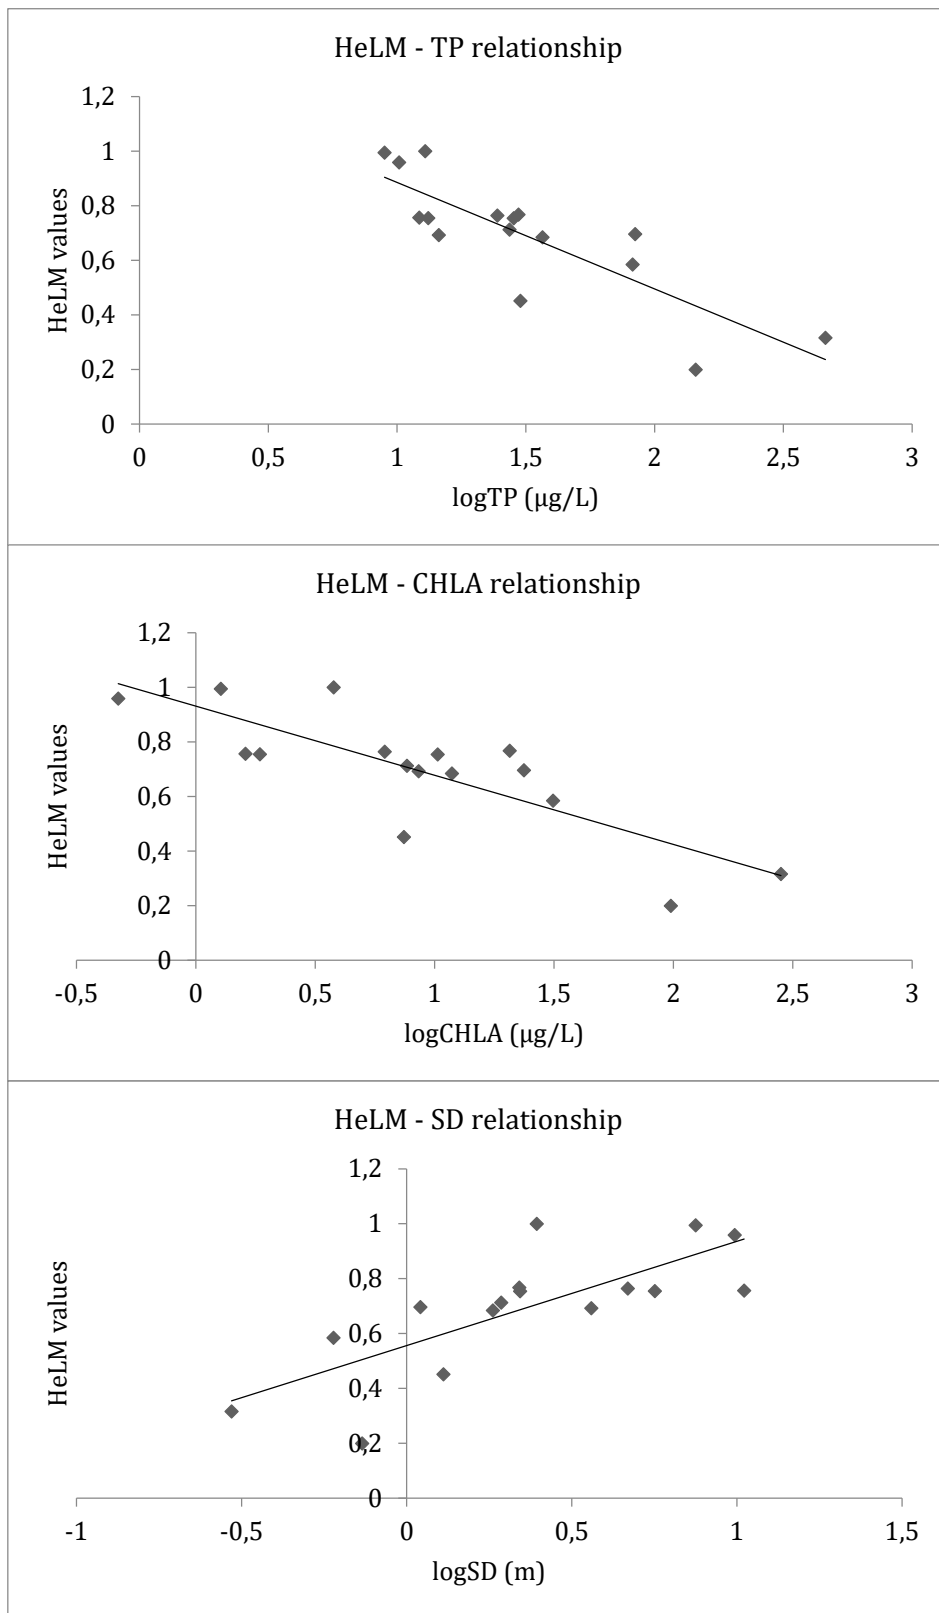 HeLM - TP relationship
1,2
1
0,8
0,6
0,4
0,2
0
HeLM values
0 0,5 1 1,5 2 2,5 3
logTP (µg/L)
HeLM - CHLA relationship
1,2
1
0,8
0,6
0,4
0,2
0
HeLM values
-0,5 0 0,5 1 1,5 2 2,5 3
logCHLA (µg/L)
HeLM - SD relationship
1,2
1
0,8
0,6
0,4
0,2
0
HeLM values
-1 -0,5 0 0,5 1 1,5
logSD (m)